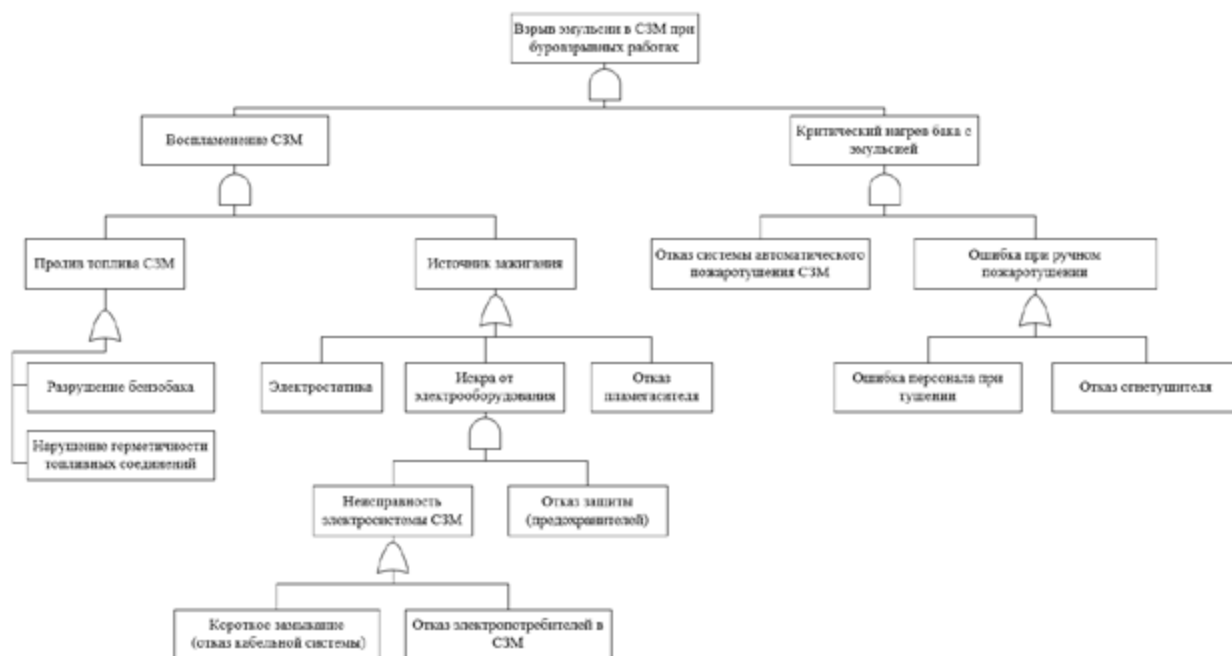 Взрыв эмульсии в СЗМ при
буровзрывных работах
Воспламенение СЗМ
Критический нагрев бака с
эмульсией
Пролив топлива СЗМ
Источник зажигания
Отказ системы автоматического
пожаротушения СЗМ
Ошибка при ручном
пожаротушении
Разрушение бензобака
Нарушение герметичности
топливных соединений
Электростатика
Искра от
электрооборудования
Отказ
пламегасителя
Ошибка персонала при
тушении
Отказ огнетушителя
Неисправность
электросистемы СЗМ
Отказ защиты
(предохранителей)
Короткое замыкание
(отказ кабельной системы)
Отказ электропотребителей в
СЗМ